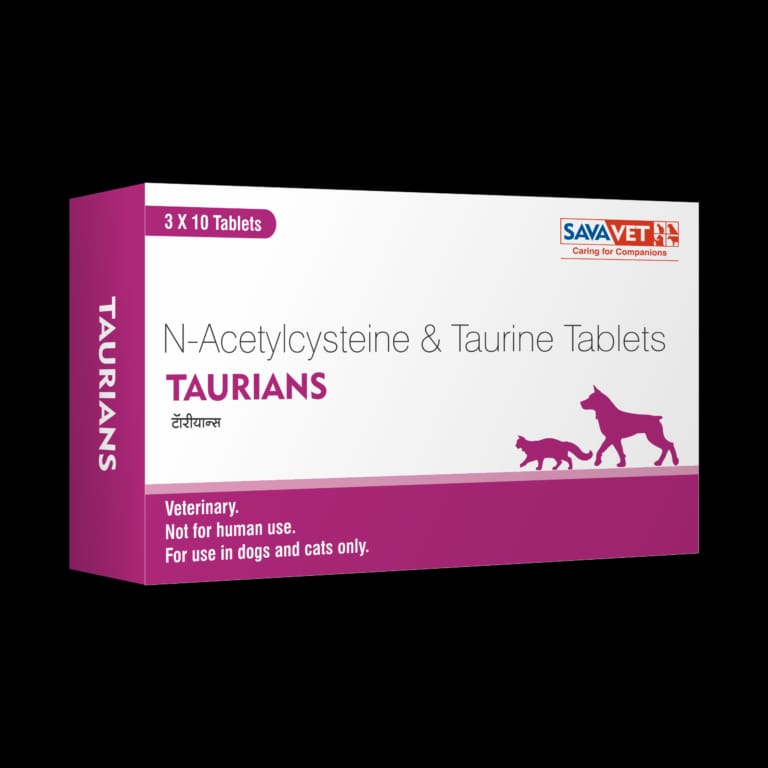 TAURIANS
3 X 10 Tablets
SAVAVET
Caring for Companions
N-Acetylcysteine & Taurine Tablets
TAURIANS
टॉरीयान्स
Veterinary.
Not for human use.
For use in dogs and cats only.